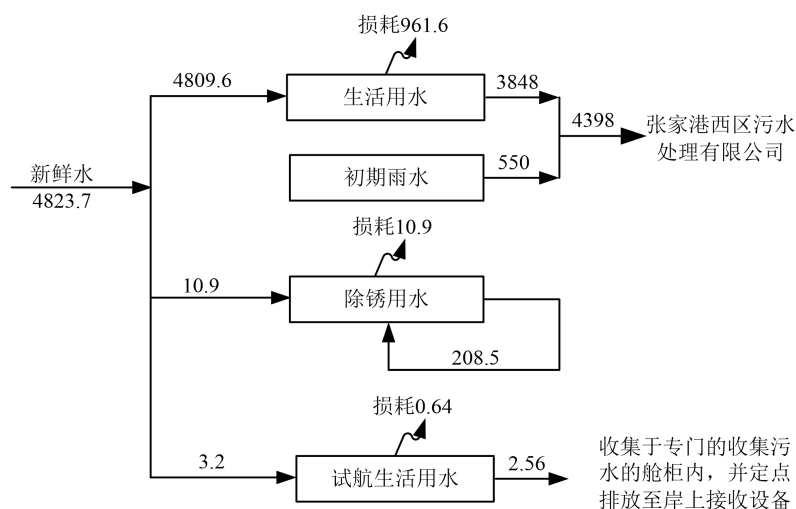 损耗961.6
4809.6
生活用水
3848
4398
张家港西区污水
处理有限公司
新鲜水
4823.7
初期雨水
550
损耗10.9
10.9
除锈用水
208.5
损耗0.64
3.2
试航生活用水
2.56
收集于专门的收集污
水的舱柜内，并定点
排放至岸上接收设备